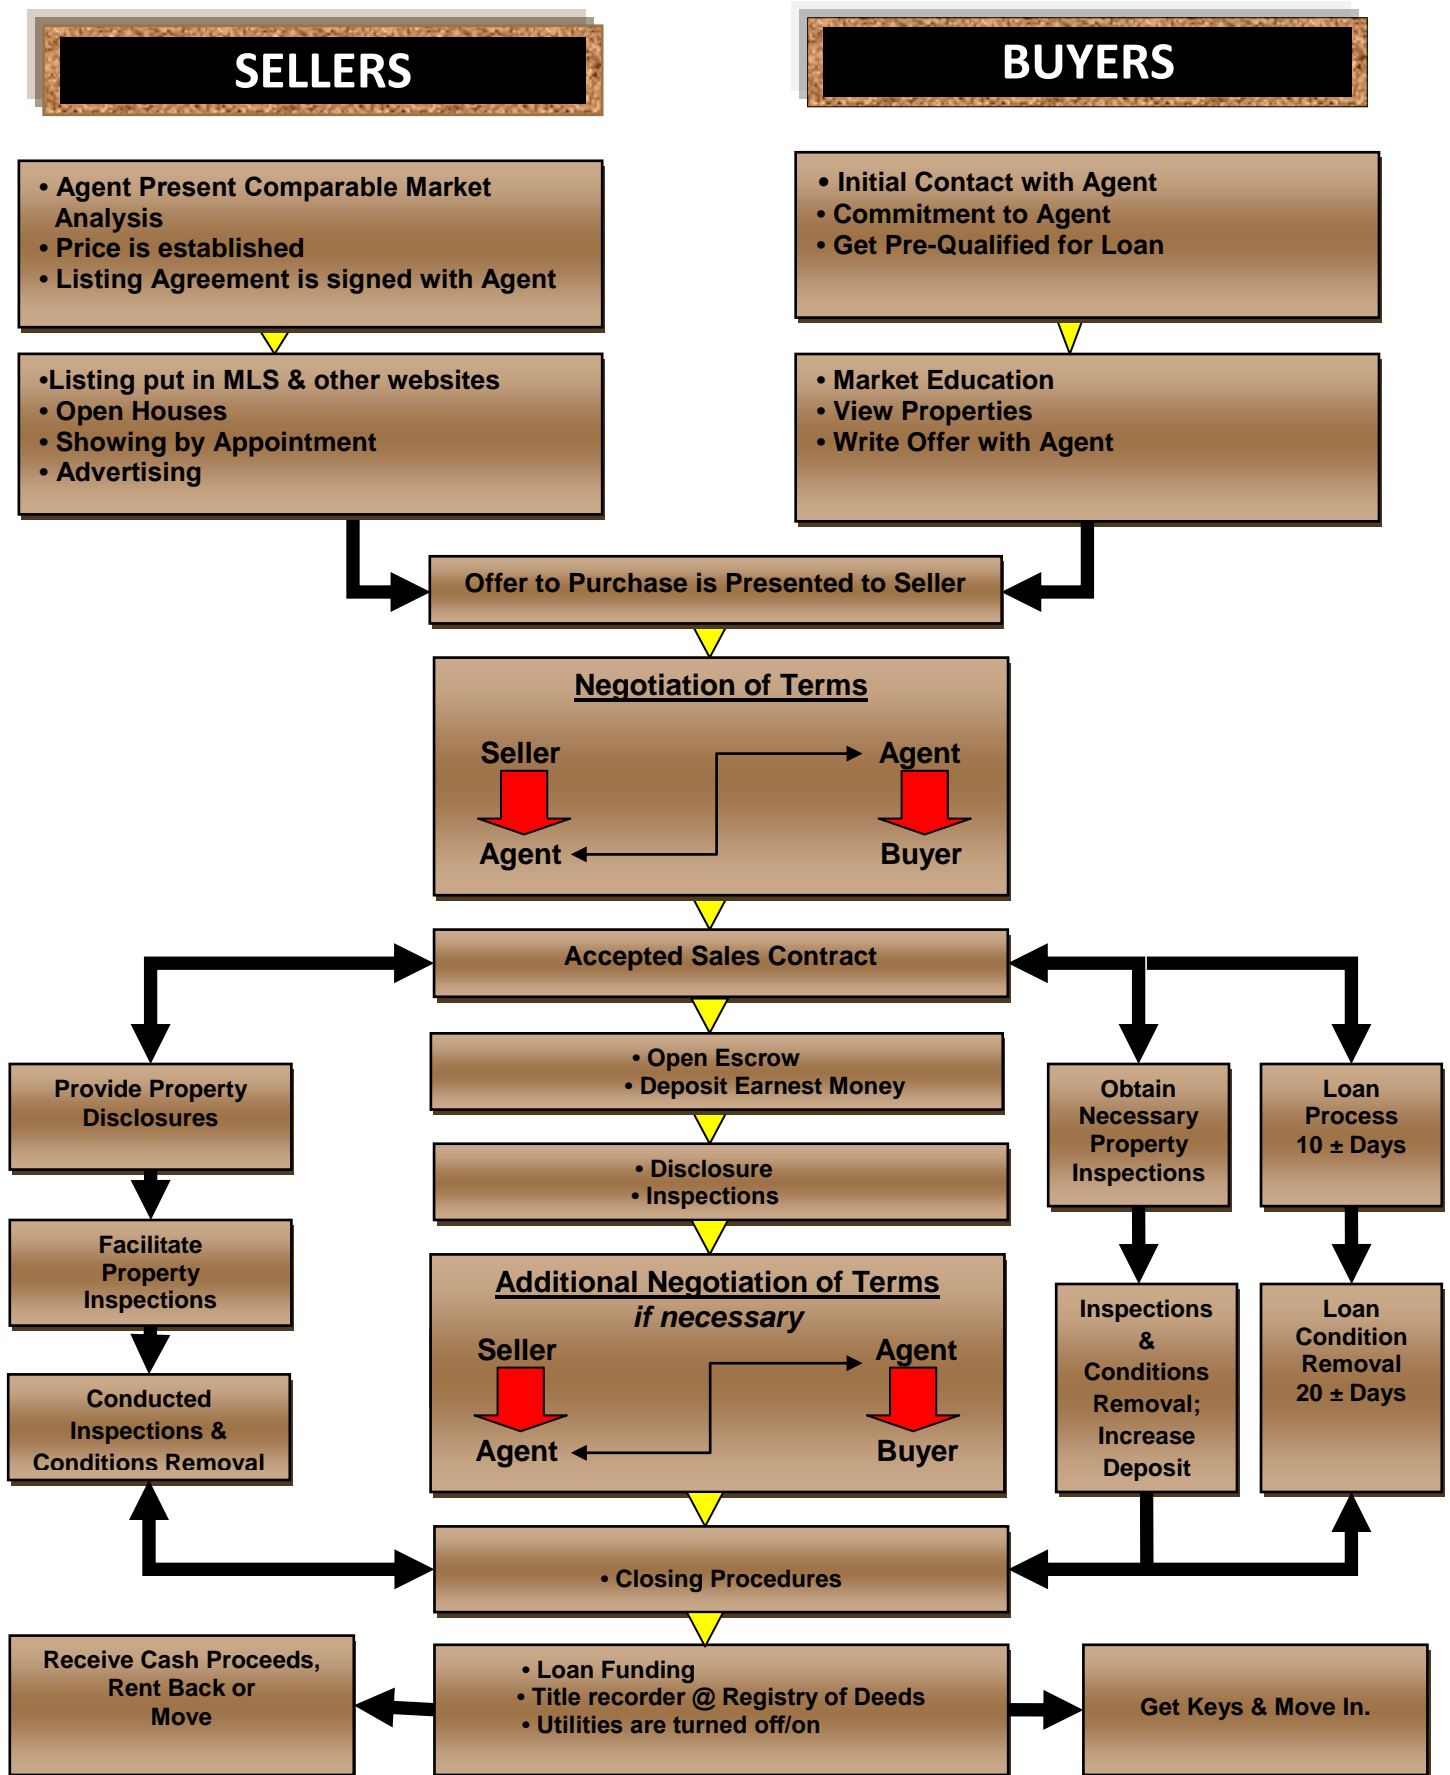 SELLERS
BUYERS
• Agent Present Comparable Market
Analysis
• Price is established
• Listing Agreement is signed with Agent
• Initial Contact with Agent
• Commitment to Agent
• Get Pre-Qualified for Loan
•Listing put in MLS & other websites
• Open Houses
• Showing by Appointment
• Advertising
• Market Education
• View Properties
• Write Offer with Agent
Offer to Purchase is Presented to Seller
Negotiation of Terms
Seller
Agent
Agent
Buyer
Accepted Sales Contract
• Open Escrow
• Deposit Earnest Money
• Disclosure
• Inspections
Provide Property
Disclosures
Facilitate
Property
Inspections
Conducted
Inspections &
Conditions Removal
Additional Negotiation of Terms
if necessary
Seller
Agent
Agent
Buyer
Obtain
Necessary
Property
Inspections
Inspections
&
Conditions
Removal;
Increase
Deposit
Loan
Process
10 ± Days
Loan
Condition
Removal
20 ± Days
• Closing Procedures
Receive Cash Proceeds,
Rent Back or
Move
• Loan Funding
• Title recorder @ Registry of Deeds
• Utilities are turned off/on
Get Keys & Move In.